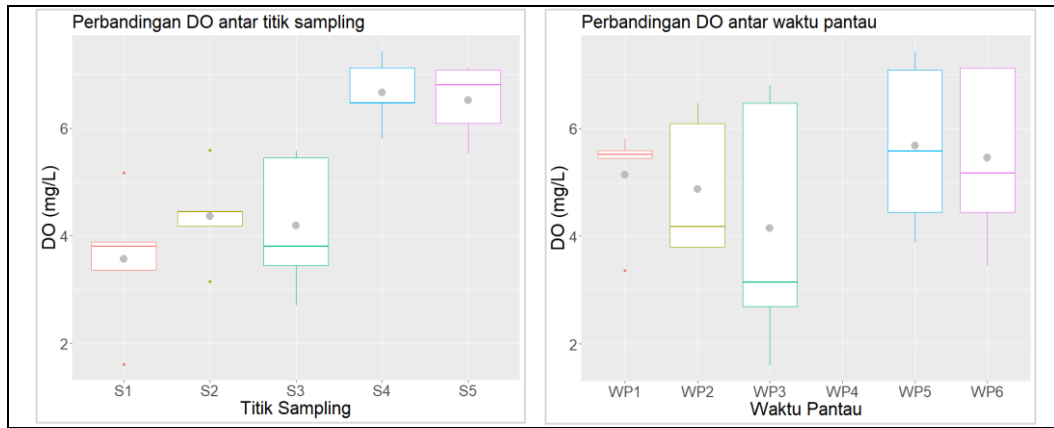 Perbandingan DO antar titik sampling
DO (mg/L)
6
4
2
S1 S2 S3 S4 S5
Titik Sampling
Perbandingan DO antar waktu pantau
DO (mg/L)
6
4
2
WP1 WP2 WP3 WP4 WP5 WP6
Waktu Pantau